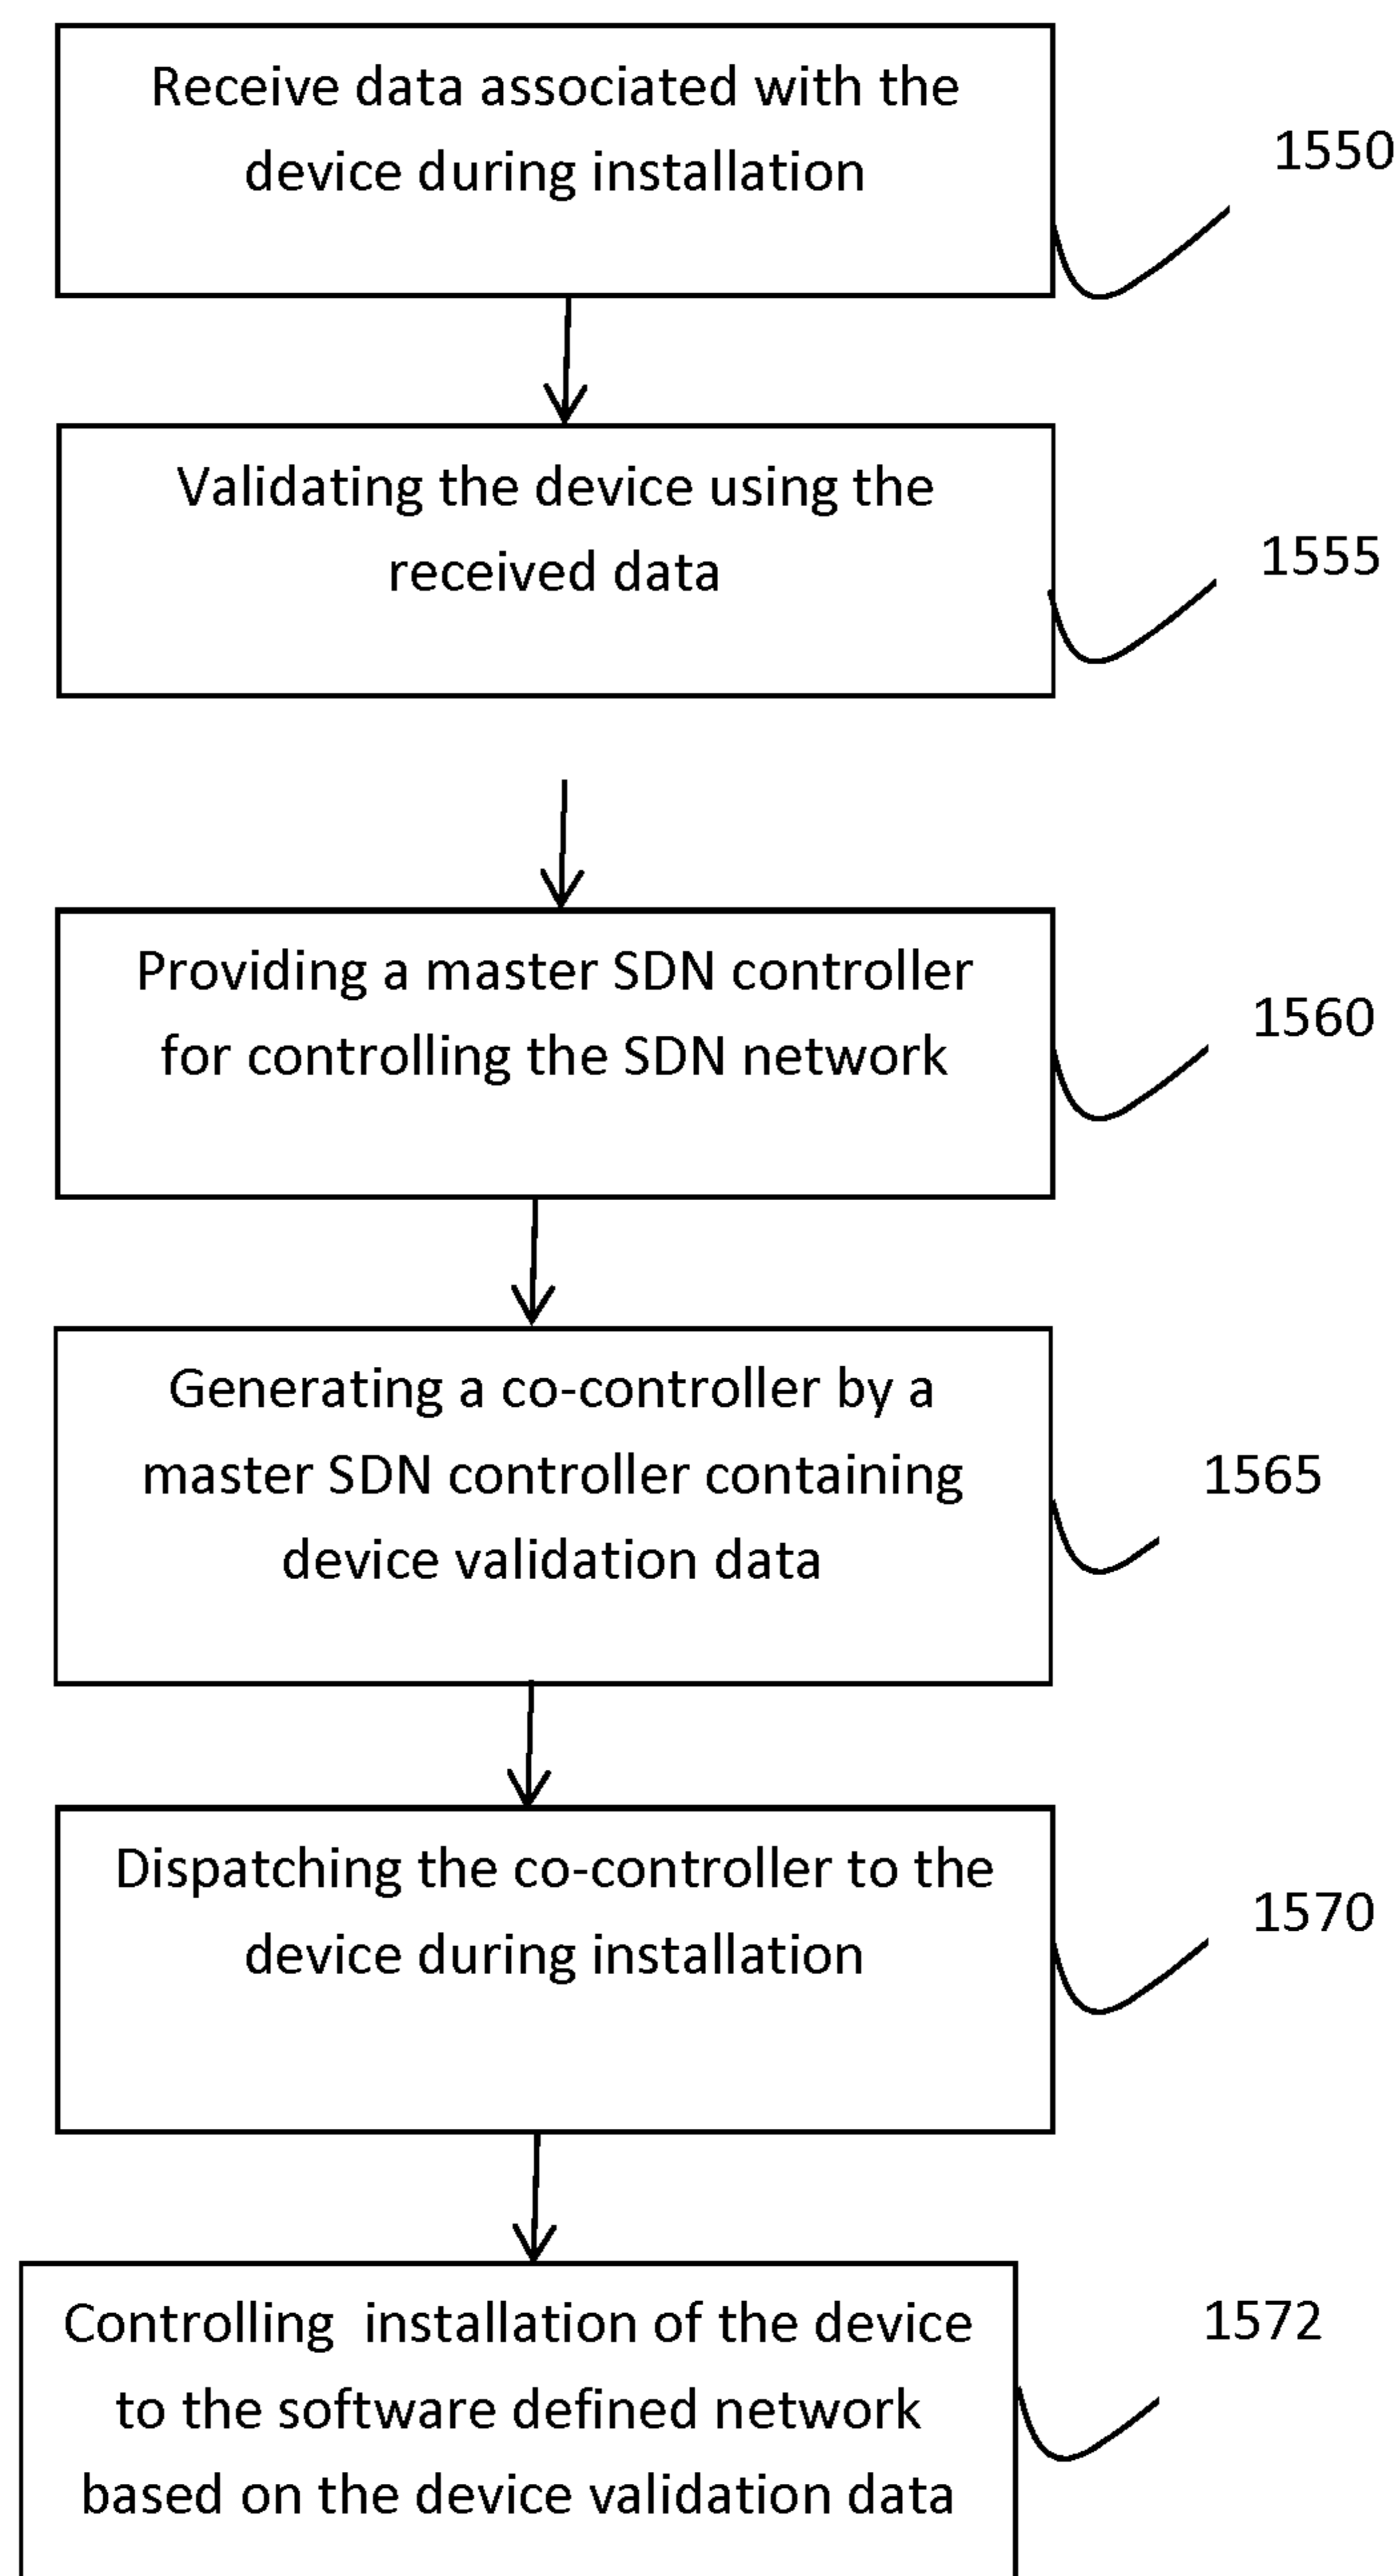 Receive data associated with the
device during installation
1550
Validating the device using the
received data
1555
Providing a master SDN controller
for controlling the SDN network
1560
Generating a co-controller by a
master SDN controller containing
device validation data
1565
Dispatching the co-controller to the
device during installation
1570
Controlling  installation of the device
to the software defined network
based on the device validation data
1572